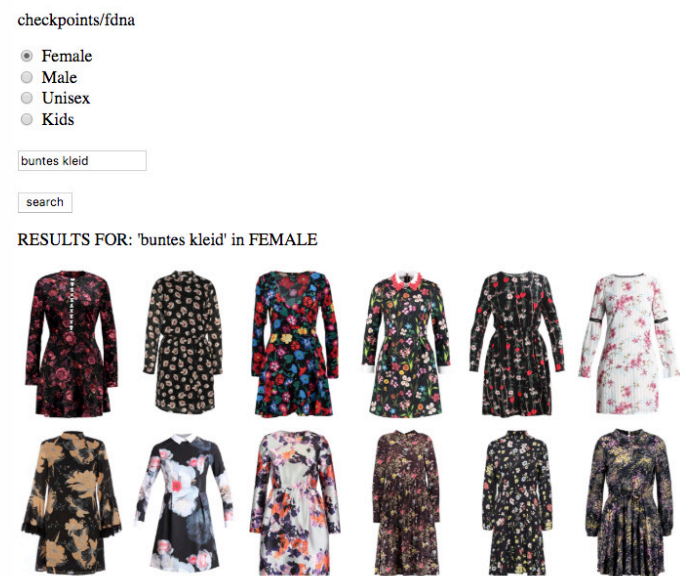 checkpoints/fdna
Female
Male
Unisex
Kids
buntes kleid
search
RESULTS FOR: 'buntes kleid' in FEMALE